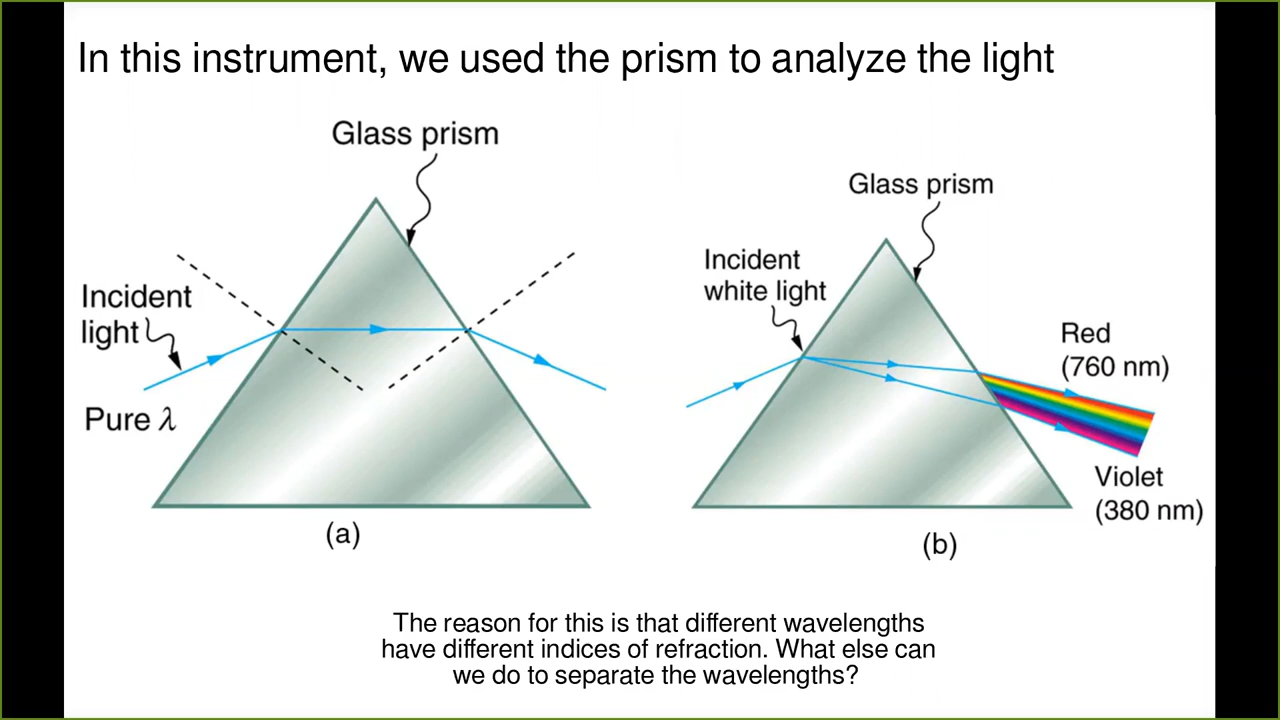 In this instrument, we used the prism to analyze the light
Glass prism
Incident
light
Pure λ
(a)
Glass prism
Incident
white light
Red
(760 nm)
Violet
(380 nm)
(b)
The reason for this is that different wavelengths
have different indices of refraction. What else can
we do to separate the wavelengths?